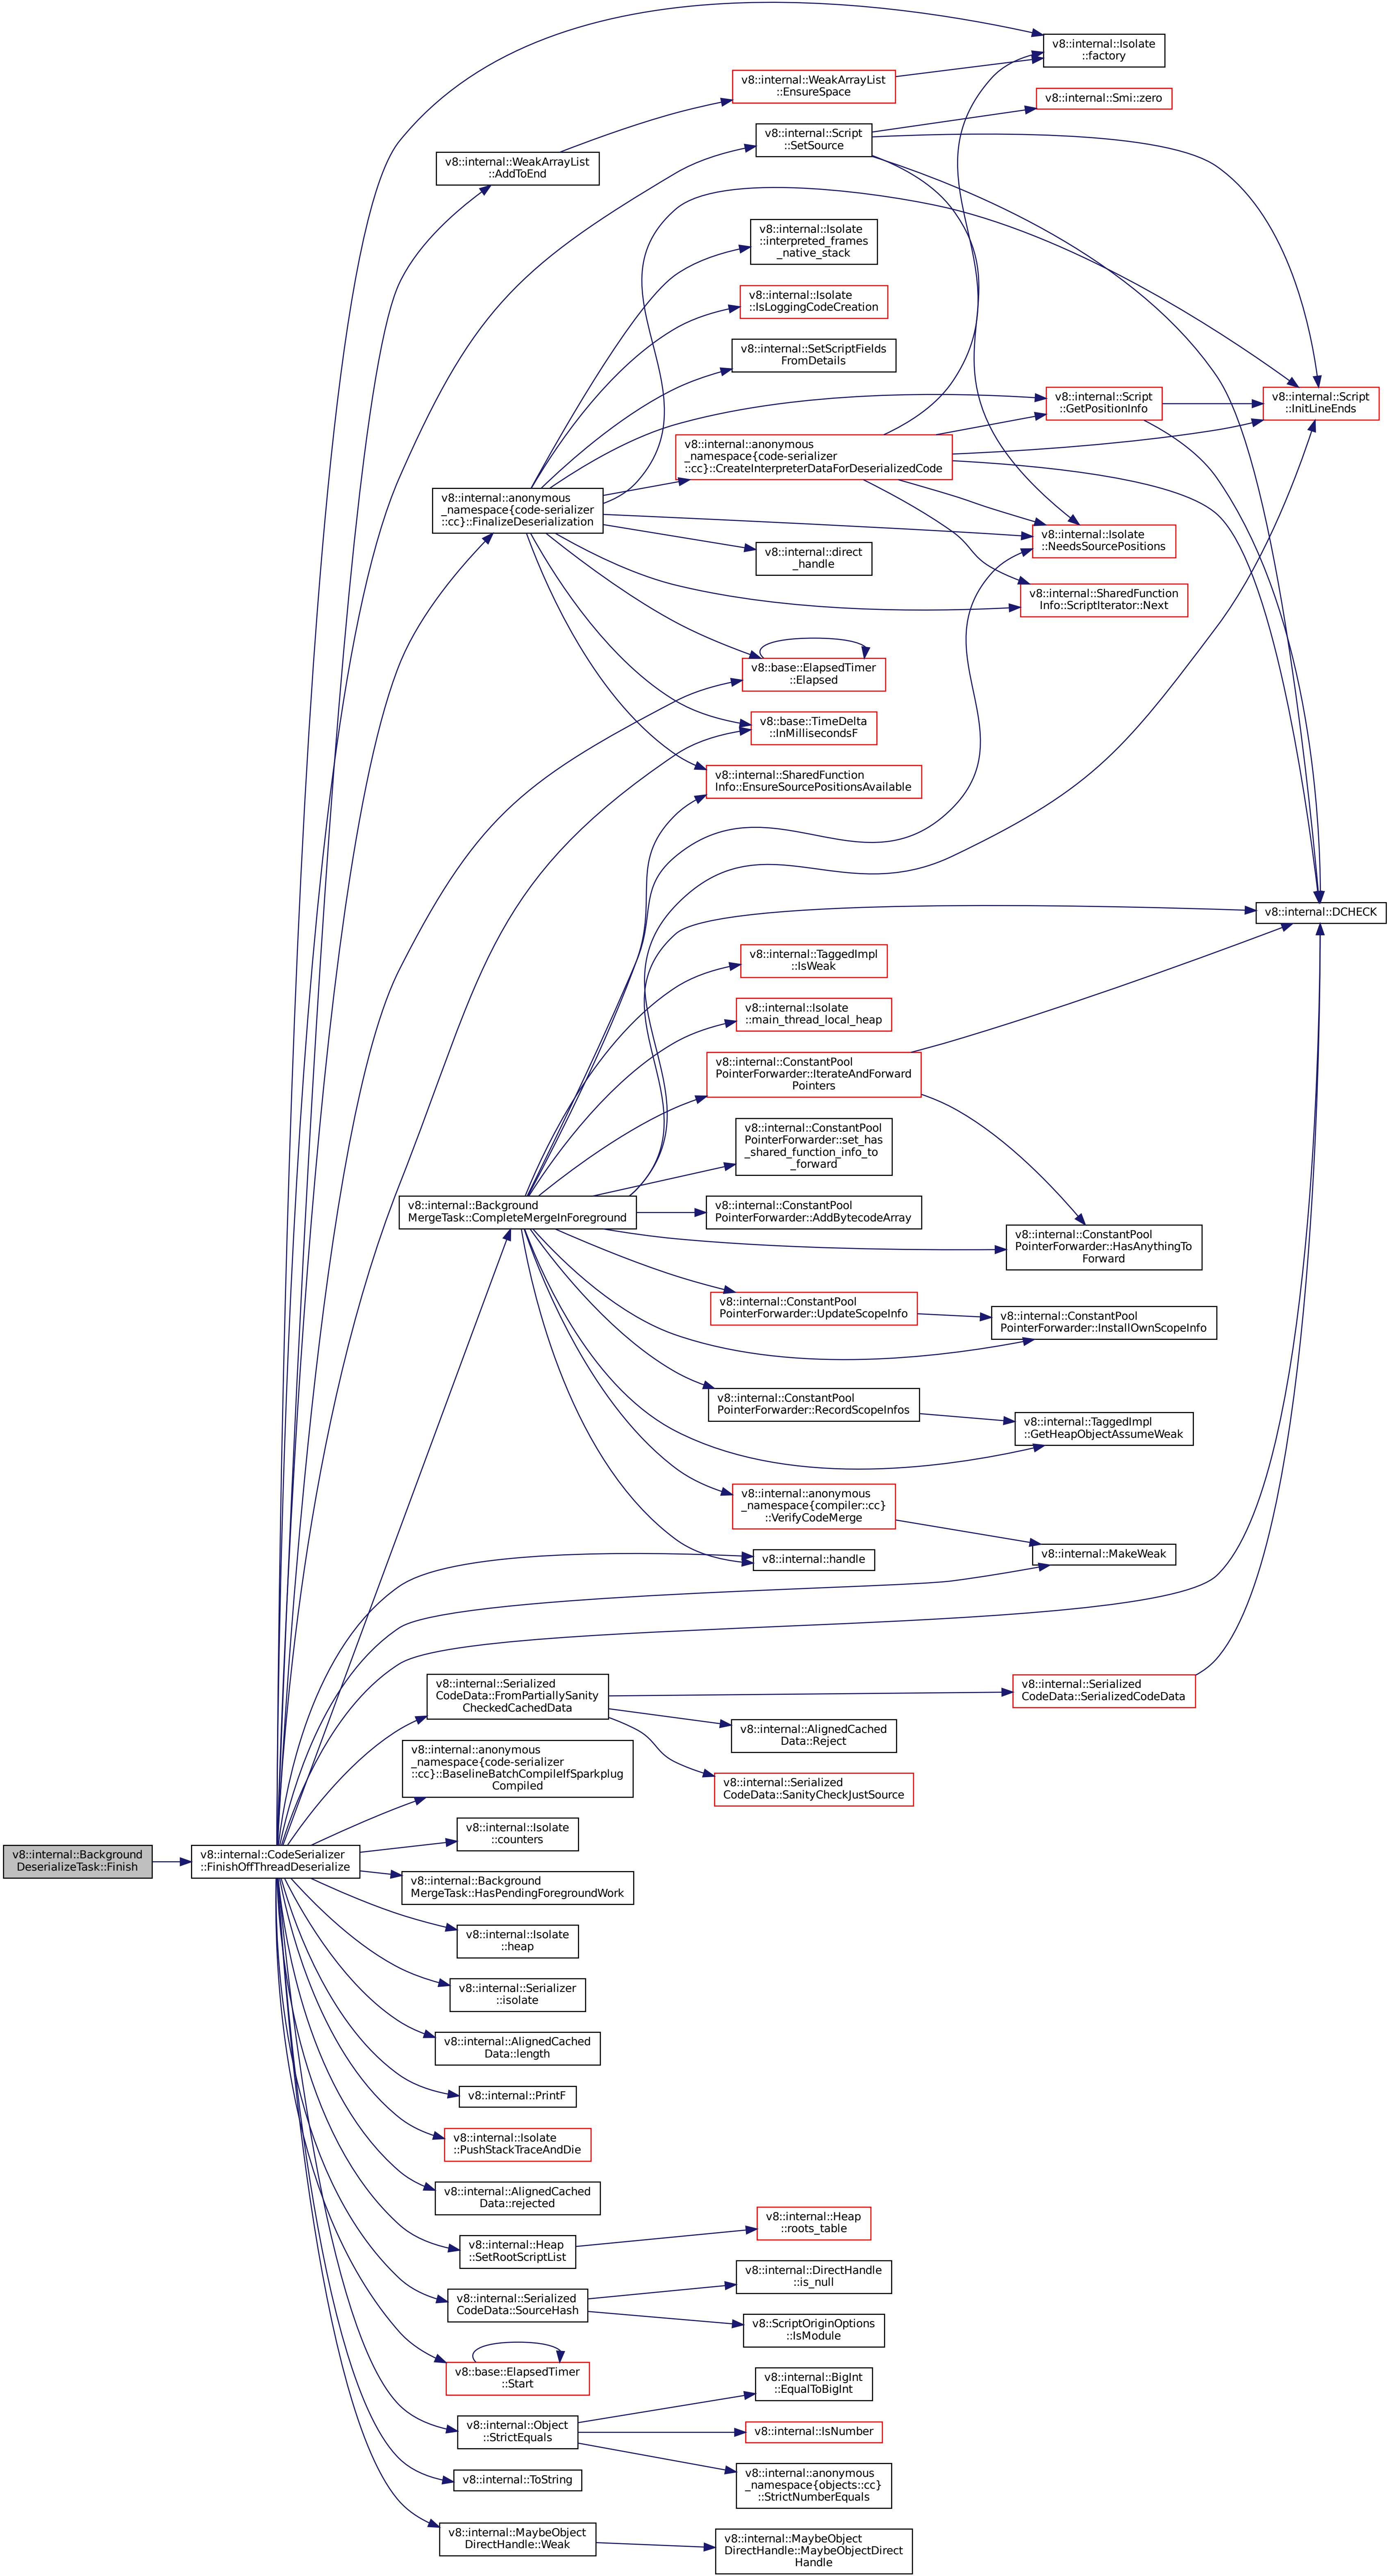 v8::internal::Isolate
::factory
v8::internal::WeakArrayList
::EnsureSpace
v8::internal::Smi::zero
v8::internal::Script
::SetSource
v8::internal::WeakArrayList
::AddToEnd
v8::internal::Isolate
::interpreted_frames
_native_stack
v8::internal::Isolate
::IsLoggingCodeCreation
v8::internal::SetScriptFields
FromDetails
v8::internal::Script
::GetPositionInfo
v8::internal::Script
::InitLineEnds
v8::internal::anonymous
_namespace{code-serializer
::cc}::CreateInterpreterDataForDeserializedCode
v8::internal::anonymous
_namespace{code-serializer
::cc}::FinalizeDeserialization
v8::internal::Isolate
::NeedsSourcePositions
v8::internal::direct
_handle
v8::internal::SharedFunction
Info::ScriptIterator::Next
v8::base::ElapsedTimer
::Elapsed
v8::base::TimeDelta
::InMillisecondsF
v8::internal::SharedFunction
Info::EnsureSourcePositionsAvailable
v8::internal::DCHECK
v8::internal::TaggedImpl
::IsWeak
v8::internal::Isolate
::main_thread_local_heap
v8::internal::ConstantPool
PointerForwarder::IterateAndForward
Pointers
v8::internal::ConstantPool
PointerForwarder::set_has
_shared_function_info_to
_forward
v8::internal::Background
MergeTask::CompleteMergeInForeground
v8::internal::ConstantPool
PointerForwarder::AddBytecodeArray
v8::internal::ConstantPool
PointerForwarder::HasAnythingTo
Forward
v8::internal::ConstantPool
PointerForwarder::UpdateScopeInfo
v8::internal::ConstantPool
PointerForwarder::InstallOwnScopeInfo
v8::internal::ConstantPool
PointerForwarder::RecordScopeInfos
v8::internal::TaggedImpl
::GetHeapObjectAssumeWeak
v8::internal::anonymous
_namespace{compiler::cc}
::VerifyCodeMerge
v8::internal::MakeWeak
v8::internal::handle
v8::internal::Serialized
CodeData::FromPartiallySanity
CheckedCachedData
v8::internal::Serialized
CodeData::SerializedCodeData
v8::internal::AlignedCached
Data::Reject
v8::internal::anonymous
_namespace{code-serializer
::cc}::BaselineBatchCompileIfSparkplug
Compiled
v8::internal::Serialized
CodeData::SanityCheckJustSource
v8::internal::Isolate
::counters
v8::internal::Background
DeserializeTask::Finish
v8::internal::CodeSerializer
::FinishOffThreadDeserialize
v8::internal::Background
MergeTask::HasPendingForegroundWork
v8::internal::Isolate
::heap
v8::internal::Serializer
::isolate
v8::internal::AlignedCached
Data::length
v8::internal::PrintF
v8::internal::Isolate
::PushStackTraceAndDie
v8::internal::AlignedCached
Data::rejected
v8::internal::Heap
::roots_table
v8::internal::Heap
::SetRootScriptList
v8::internal::DirectHandle
::is_null
v8::internal::Serialized
CodeData::SourceHash
v8::ScriptOriginOptions
::IsModule
v8::base::ElapsedTimer
::Start
v8::internal::BigInt
::EqualToBigInt
v8::internal::Object
::StrictEquals
v8::internal::IsNumber
v8::internal::anonymous
_namespace{objects::cc}
::StrictNumberEquals
v8::internal::ToString
v8::internal::MaybeObject
DirectHandle::Weak
v8::internal::MaybeObject
DirectHandle::MaybeObjectDirect
Handle